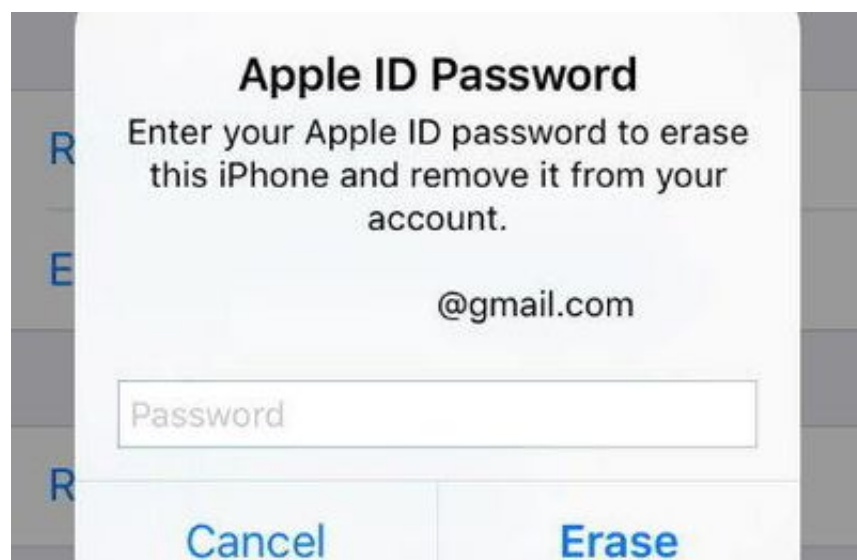 Apple ID Password
Enter your Apple ID password to erase
this iPhone and remove it from your
account.
@gmail.com
Password
Cancel
Erase